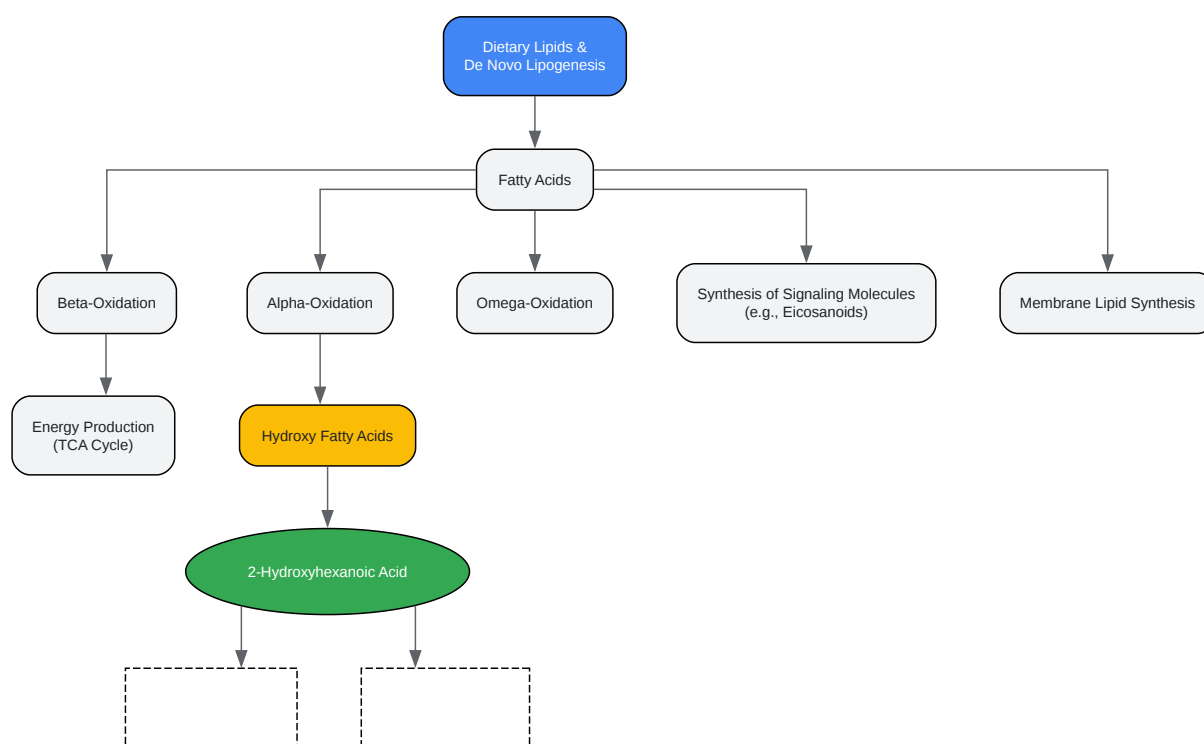 Dietary Lipids &
De Novo Lipogenesis
Fatty Acids
Beta-Oxidation
Alpha-Oxidation
Omega-Oxidation
Synthesis of Signaling Molecules
(e.g., Eicosanoids)
Membrane Lipid Synthesis
Energy Production
(TCA Cycle)
Hydroxy Fatty Acids
2-Hydroxyhexanoic Acid